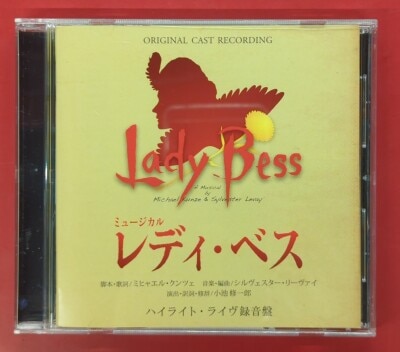 ORIGINAL CAST RECORDING
Lady Bess
A Musical
by
Michael Kunze & Sylvester Levay
ミュージカル
レディ・ベス
脚本・歌詞/ミヒャエル・クンツェ 音楽・編曲/シルヴェスター・リーヴァイ
演出・訳詞・修辞/小池修一郎
ハイライト・ライヴ録音盤